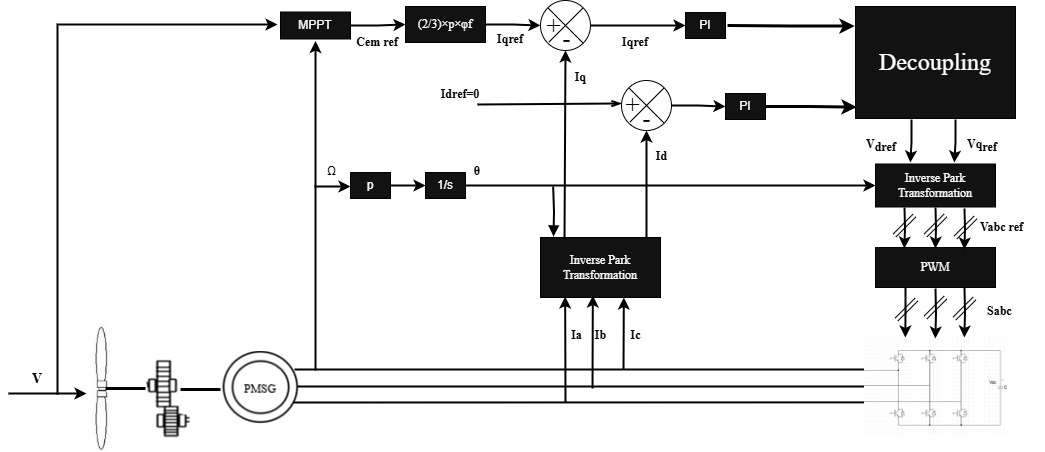 MPPT
Cem ref
(2/3)×p×φf
Iqref
+
-
Iqref
PI
Decoupling
Iq
Idref=0
+
-
PI
Id
Vdref
Vqref
Ω
p
1/s
θ
Inverse Park
Transformation
Vabc ref
Inverse Park
Transformation
PWM
Sabc
Ia
Ib
Ic
V
PMSG